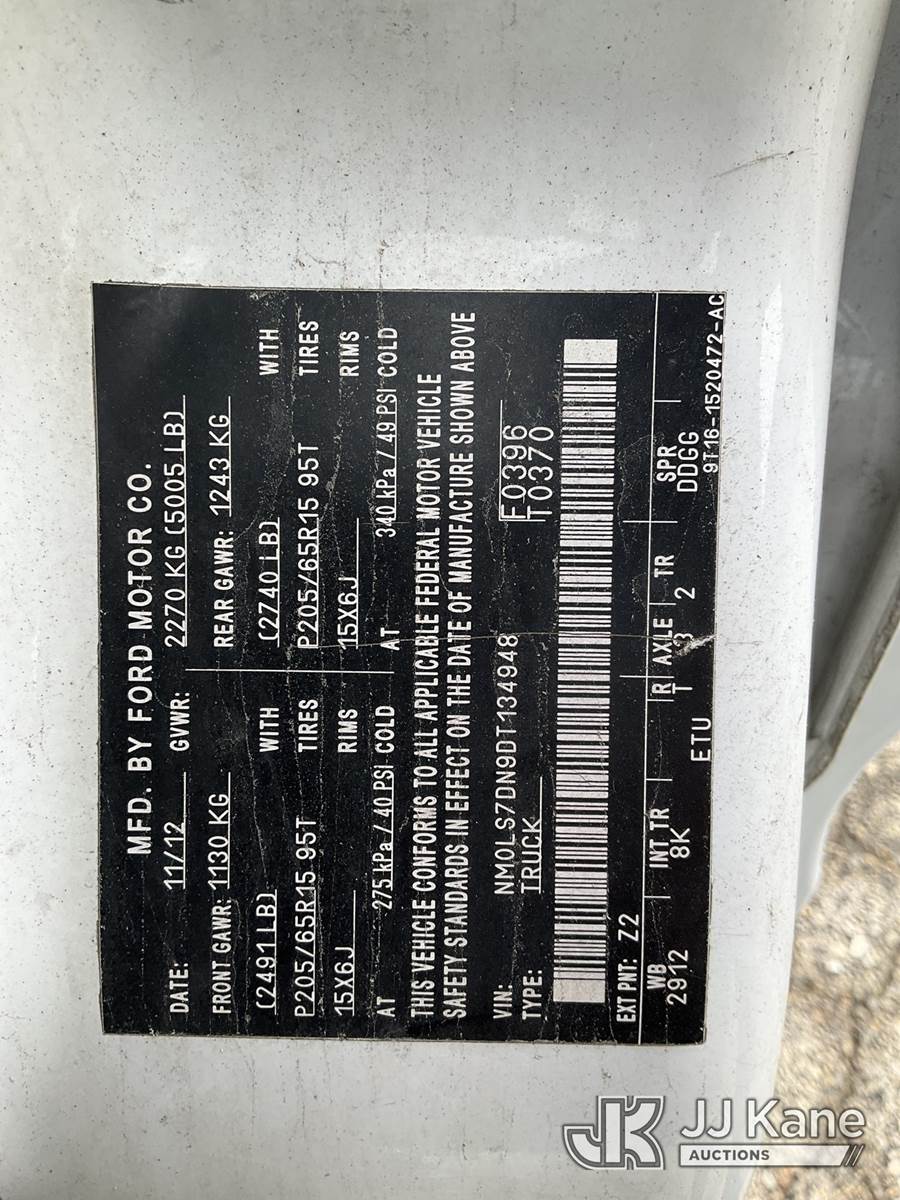 MFD. BY FORD MOTOR CO.
DATE: 11/12 GVWR: 2270 KG (5005 LB)
FRONT GAWR: 1130 KG REAR GAWR: 1243 KG
(2491 LB) WITH (2740 LB) WITH
P205/65R15 95T TIRES P205/65R15 95T TIRES
15X6J RIMS 15X6J RIMS
AT 275 kPa / 40 PSI COLD AT 340 kPa / 49 PSI COLD
THIS VEHICLE CONFORMS TO ALL APPLICABLE FEDERAL MOTOR VEHICLE
SAFETY STANDARDS IN EFFECT ON THE DATE OF MANUFACTURE SHOWN ABOVE
VIN: NM0LS7DN9DT134948 F0396
TYPE: TRUCK T0370
EXT PNT: Z2
WB INT TR R AXLE TR SPR
2912 8K T 3 2 DDGG
ETU 9T16-1520472-AC
JK JJ Kane
AUCTIONS